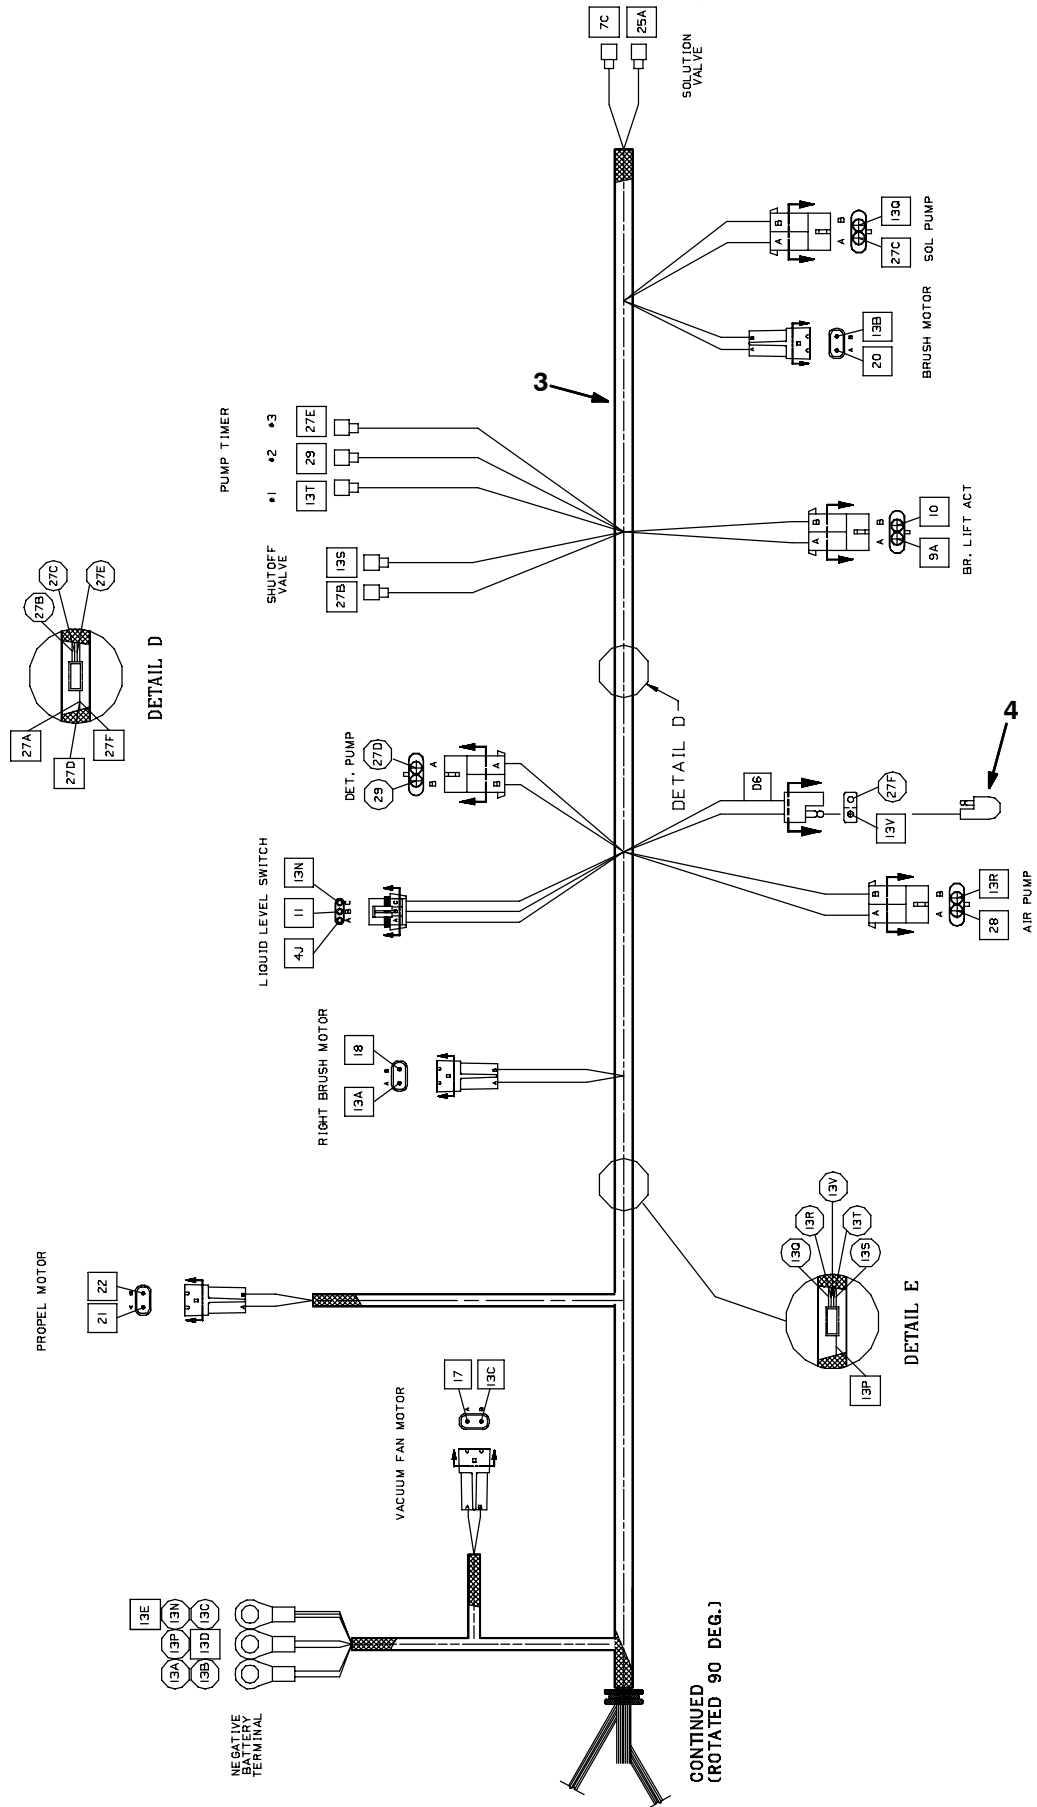 7C
25A
SOLUTION
VALVE
B
A
B
A
13Q
27C
SOL PUMP
B
A
B
A
13B
20
BRUSH MOTOR
3
PUMP TIMER
#1 #2 #3
13T
29
27E
SHUTOFF
VALVE
13S
27B
B
A
B
A
10
9A
BR. LIFT ACT
27A
27D
27F
27B
27C
27E
DETAIL D
DETAIL D
DET. PUMP
29
27D
B A
B A
LIQUID LEVEL SWITCH
4J
11
13N
A B C
A B C
D6
27F
13V
4
B
A
B
A
13R
28
AIR PUMP
RIGHT BRUSH MOTOR
13A
18
A B
A B
13Q
13R
13V
13T
13S
13P
DETAIL E
PROPEL MOTOR
21
22
A B
A B
VACUUM FAN MOTOR
17
13C
A
B
A
B
NEGATIVE
BATTERY
TERMINAL
13A
13P
13N
13E
13B
13D
13C
CONTINUED
(ROTATED 90 DEG.)